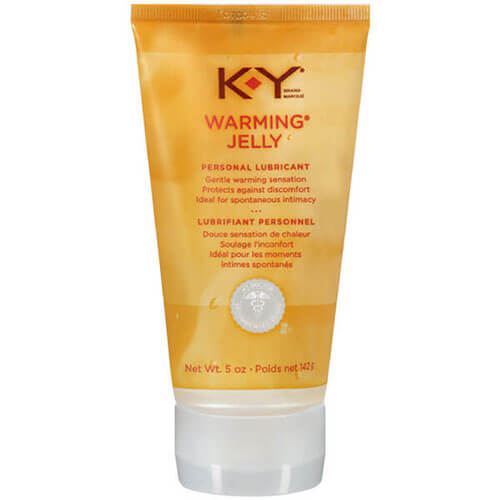 K-Y
BRAND
MARQUE
WARMING®
JELLY
PERSONAL LUBRICANT
Gentle warming sensation
Protects against discomfort
Ideal for spontaneous intimacy
...
LUBRIFIANT PERSONNEL
Douce sensation de chaleur
Soulage l'inconfort
Idéal pour les moments
intimes spontanés
Net Wt. 5 oz • Poids net 142 g